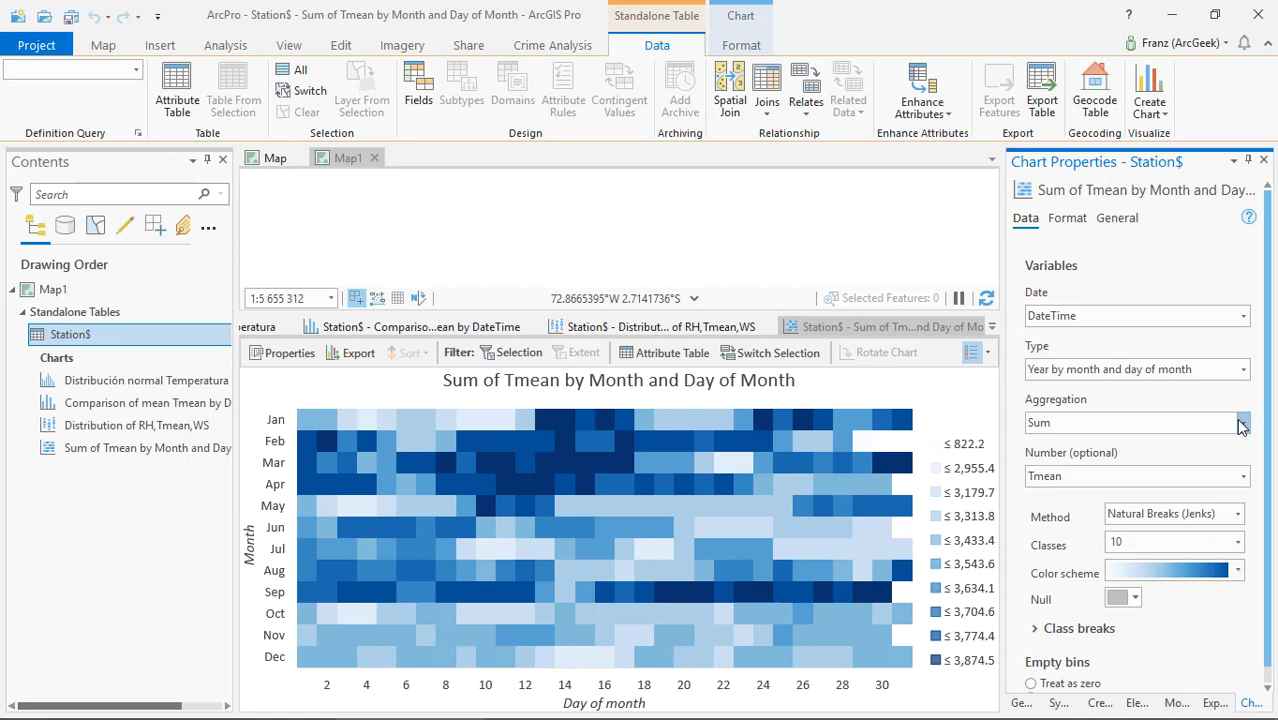 ArcPro - Station$ - Sum of Tmean by Month and Day of Month - ArcGIS Pro
Standalone Table
Chart
?
Project
Map
Insert
Analysis
View
Edit
Imagery
Share
Crime Analysis
Data
Format
Franz (ArcGeek)
Definition Query
Attribute Table
Table From Selection
Table
All
Switch
Clear
Layer From Selection
Selection
Fields
Subtypes
Domains
Attribute Rules
Contingent Values
Design
Add Archive
Archiving
Spatial Join
Joins
Relates
Related Data
Relationship
Enhance Attributes
Enhance Attributes
Export Features
Export Table
Export
Geocode Table
Geocoding
Create Chart
Visualize
Contents
Search
Drawing Order
Map1
Standalone Tables
Station$
Charts
Distribución normal Temperatura
Comparison of mean Tmean by D
Distribution of RH,Tmean,WS
Sum of Tmean by Month and Day
Map
Map1
1:5 655 312
72.8665395°W 2.7141736°S
Selected Features: 0
eratura
Station$ - Compariso...ean by DateTime
Station$ - Distribut... of RH,Tmean,WS
Station$ - Sum of Tm...nd Day of Mo
Properties
Export
Sort
Filter:
Selection
Extent
Attribute Table
Switch Selection
Rotate Chart
Sum of Tmean by Month and Day of Month
Month
Jan
Feb
Mar
Apr
May
Jun
Jul
Aug
Sep
Oct
Nov
Dec
2 4 6 8 10 12 14 16 18 20 22 24 26 28 30
Day of month
≤ 822.2
≤ 2,955.4
≤ 3,179.7
≤ 3,313.8
≤ 3,433.4
≤ 3,543.6
≤ 3,634.1
≤ 3,704.6
≤ 3,774.4
≤ 3,874.5
Chart Properties - Station$
Sum of Tmean by Month and Day...
Data
Format
General
?
Variables
Date
DateTime
Type
Year by month and day of month
Aggregation
Sum
Number (optional)
Tmean
Method
Natural Breaks (Jenks)
Classes
10
Color scheme
Null
Class breaks
Empty bins
Treat as zero
Ge...
Sy...
Cre...
Ele...
Mo...
Exp...
Ch...